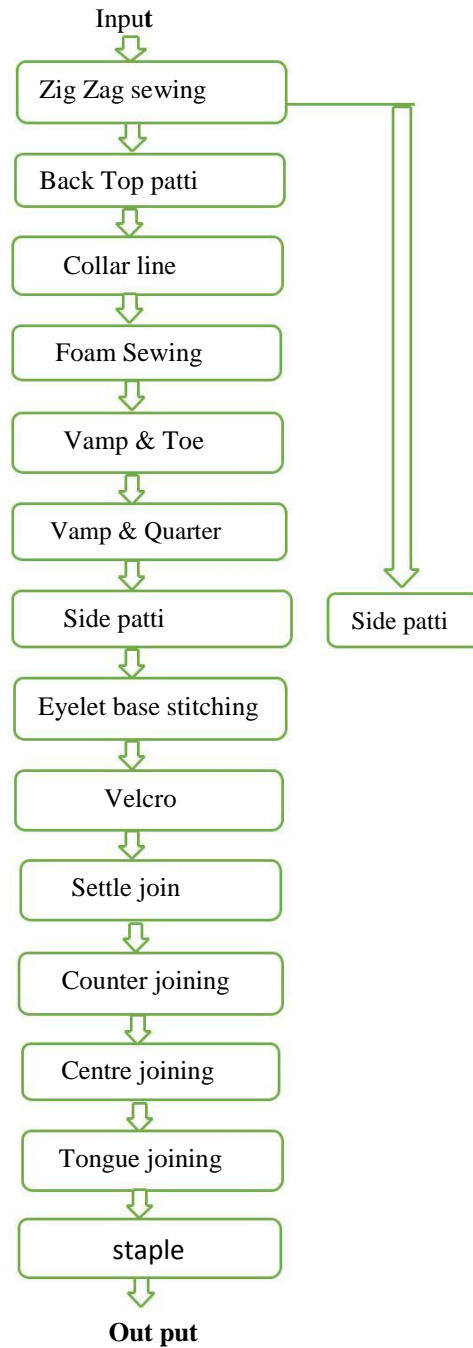 Input
Zig Zag sewing
Back Top patti
Collar line
Foam Sewing
Vamp & Toe
Vamp & Quarter
Side patti
Side patti
Eyelet base stitching
Velcro
Settle join
Counter joining
Centre joining
Tongue joining
staple
Out put